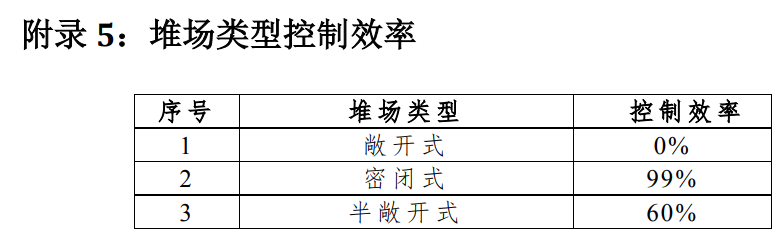 附录 5：堆场类型控制效率
序号 堆场类型 控制效率
1 敞开式 0%
2 密闭式 99%
3 半敞开式 60%